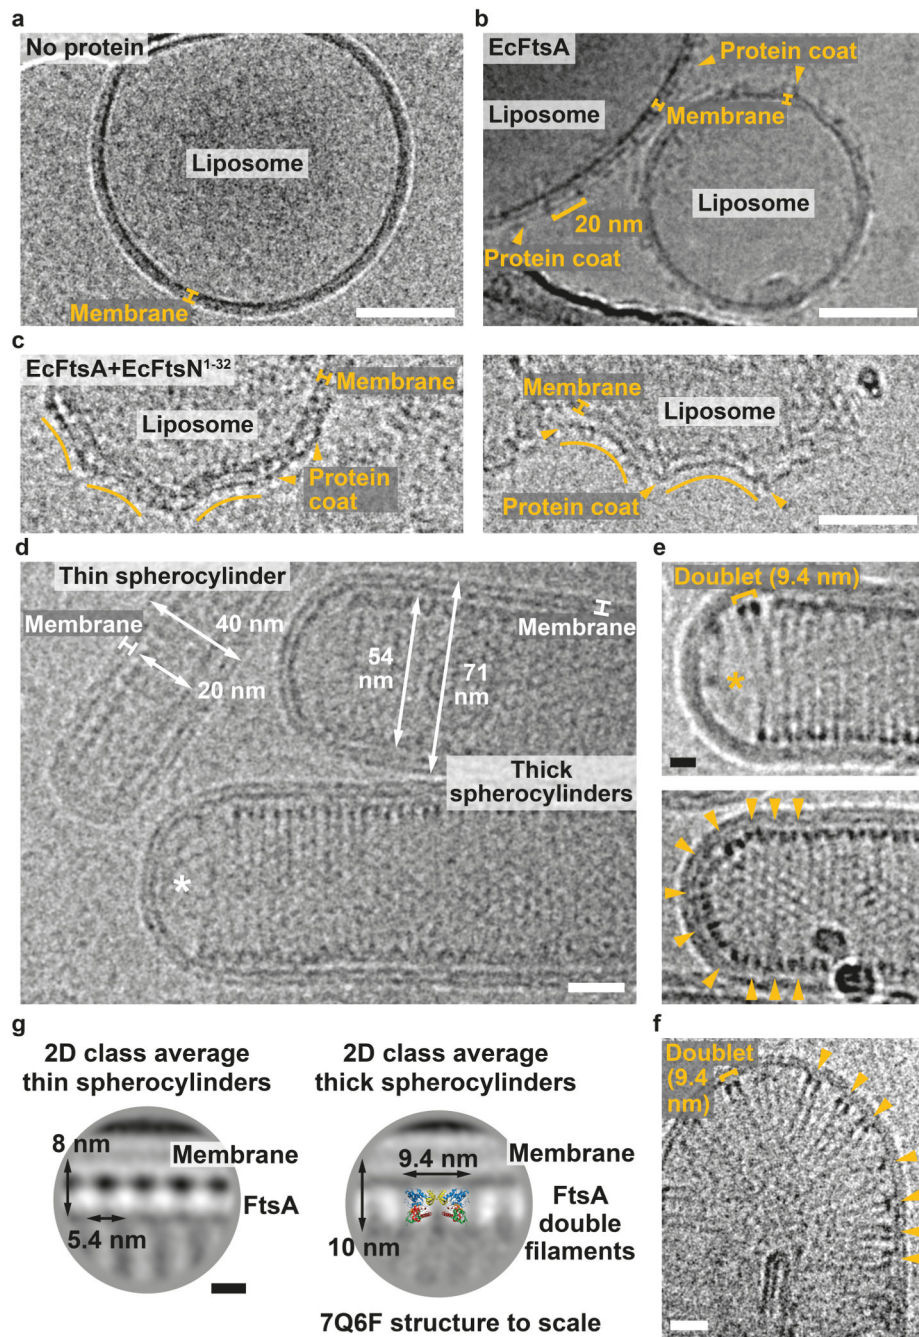 a
No protein
Liposome
Membrane
b
EcFtsA
Protein coat
Liposome
Membrane
Liposome
20 nm
Protein coat
c
EcFtsA+EcFtsN1-32
Membrane
Liposome
Protein
coat
Membrane
Liposome
Protein coat
d
Thin spherocylinder
Membrane
40 nm
20 nm
54
nm
71
nm
Membrane
Thick
spherocylinders
*
e
Doublet (9.4 nm)
*
g
2D class average
thin spherocylinders
8 nm
Membrane
FtsA
5.4 nm
2D class average
thick spherocylinders
9.4 nm
Membrane
FtsA
double
filaments
10 nm
7Q6F structure to scale
f
Doublet
(9.4
nm)